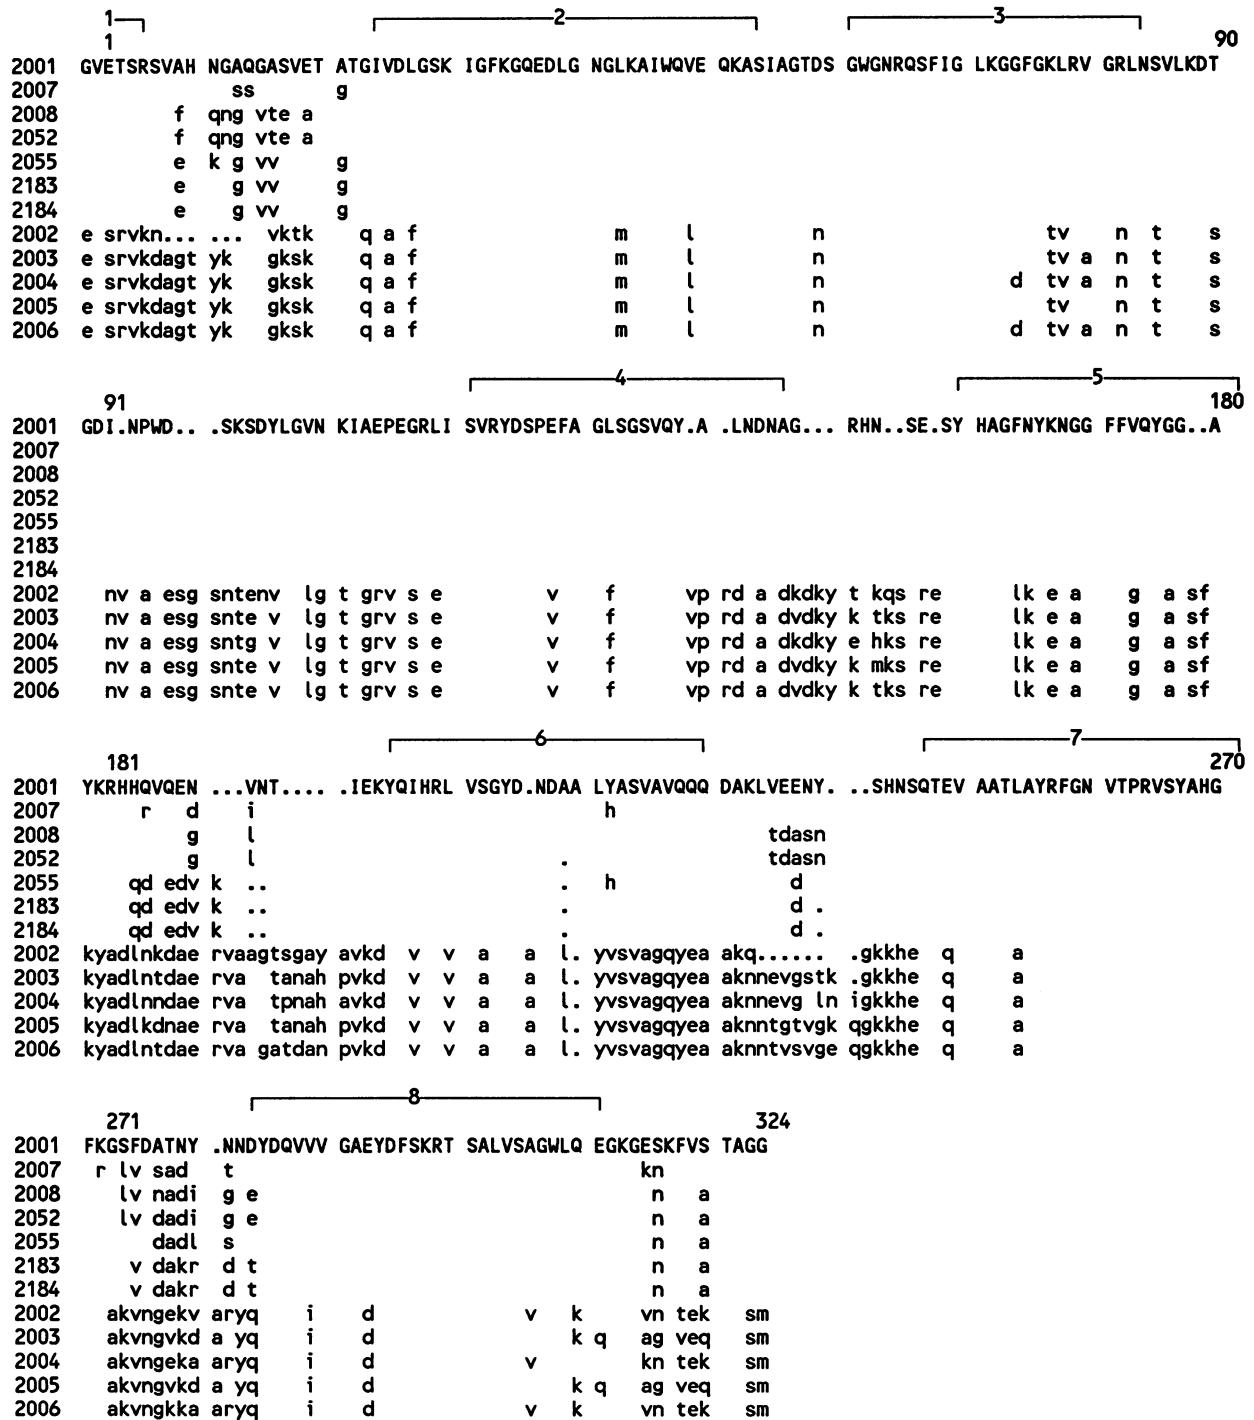 1 2 3
1 90
2001 GVETSRSVAH NGAQGASVET ATGIVDLGSK IGFKGQEDLG NGLKAIWQVE QKASIAGTDS GWGNRQSFIG LKGGFGKLRV GRLNSVLKDT
2007 ss g
2008 f qng vte a
2052 f qng vte a
2055 e k g vv g
2183 e g vv g
2184 e g vv g
2002 e srvkn... ... vktk q a f m l n tv n t s
2003 e srvkdagt yk gksk q a f m l n tv a n t s
2004 e srvkdagt yk gksk q a f m l n d tv a n t s
2005 e srvkdagt yk gksk q a f m l n tv n t s
2006 e srvkdagt yk gksk q a f m l n d tv a n t s
4 5
91 180
2001 GDI.NPWD.. .SKSDYLGVN KIAEPEGRLI SVRYDSPEFA GLSGSVQY.A .LNDNAG... RHN..SE.SY HAGFNYKNGG FFVQYGG..A
2007
2008
2052
2055
2183
2184
2002 nv a esg sntenv lg t grv s e v f vp rd a dkdky t kqs re lk e a g a sf
2003 nv a esg snte v lg t grv s e v f vp rd a dvdky k tks re lk e a g a sf
2004 nv a esg sntg v lg t grv s e v f vp rd a dkdky e hks re lk e a g a sf
2005 nv a esg snte v lg t grv s e v f vp rd a dvdky k mks re lk e a g a sf
2006 nv a esg snte v lg t grv s e v f vp rd a dvdky k tks re lk e a g a sf
6 7
181 270
2001 YKRHHQVQEN ...VNT.... .IEKYQIHRL VSGYD.NDAA LYASVAVQQQ DAKLVEENY. ..SHNSQTEV AATLAYRFGN VTPRVSYAHG
2007 r d i h
2008 g l tdasn
2052 g l . tdasn
2055 qd edv k .. . h d
2183 qd edv k .. . d .
2184 qd edv k .. . d .
2002 kyadlnkdae rvaagtsgay avkd v v a a l. yvsvagqyea akq...... .gkkhe q a
2003 kyadlntdae rva tanah pvkd v v a a l. yvsvagqyea aknnevgstk .gkkhe q a
2004 kyadlnndae rva tpnah avkd v v a a l. yvsvagqyea aknnevg ln igkkhe q a
2005 kyadlkdnae rva tanah pvkd v v a a l. yvsvagqyea aknntgtvgk qgkkhe q a
2006 kyadlntdae rva gatdan pvkd v v a a l. yvsvagqyea aknntvsvge qgkkhe q a
8
271 324
2001 FKGSFDATNY .NNDYDQVVV GAEYDFSKRT SALVSAGWLQ EGKGESKFVS TAGG
2007 r lv sad t kn
2008 lv nadi g e n a
2052 lv dadi g e n a
2055 dadl s n a
2183 v dakr d t n a
2184 v dakr d t n a
2002 akvngekv aryq i d v k vn tek sm
2003 akvngvkd a yq i d k q ag veq sm
2004 akvngeka aryq i d v kn tek sm
2005 akvngvkd a yq i d k q ag veq sm
2006 akvngkka aryq i d v k vn tek sm